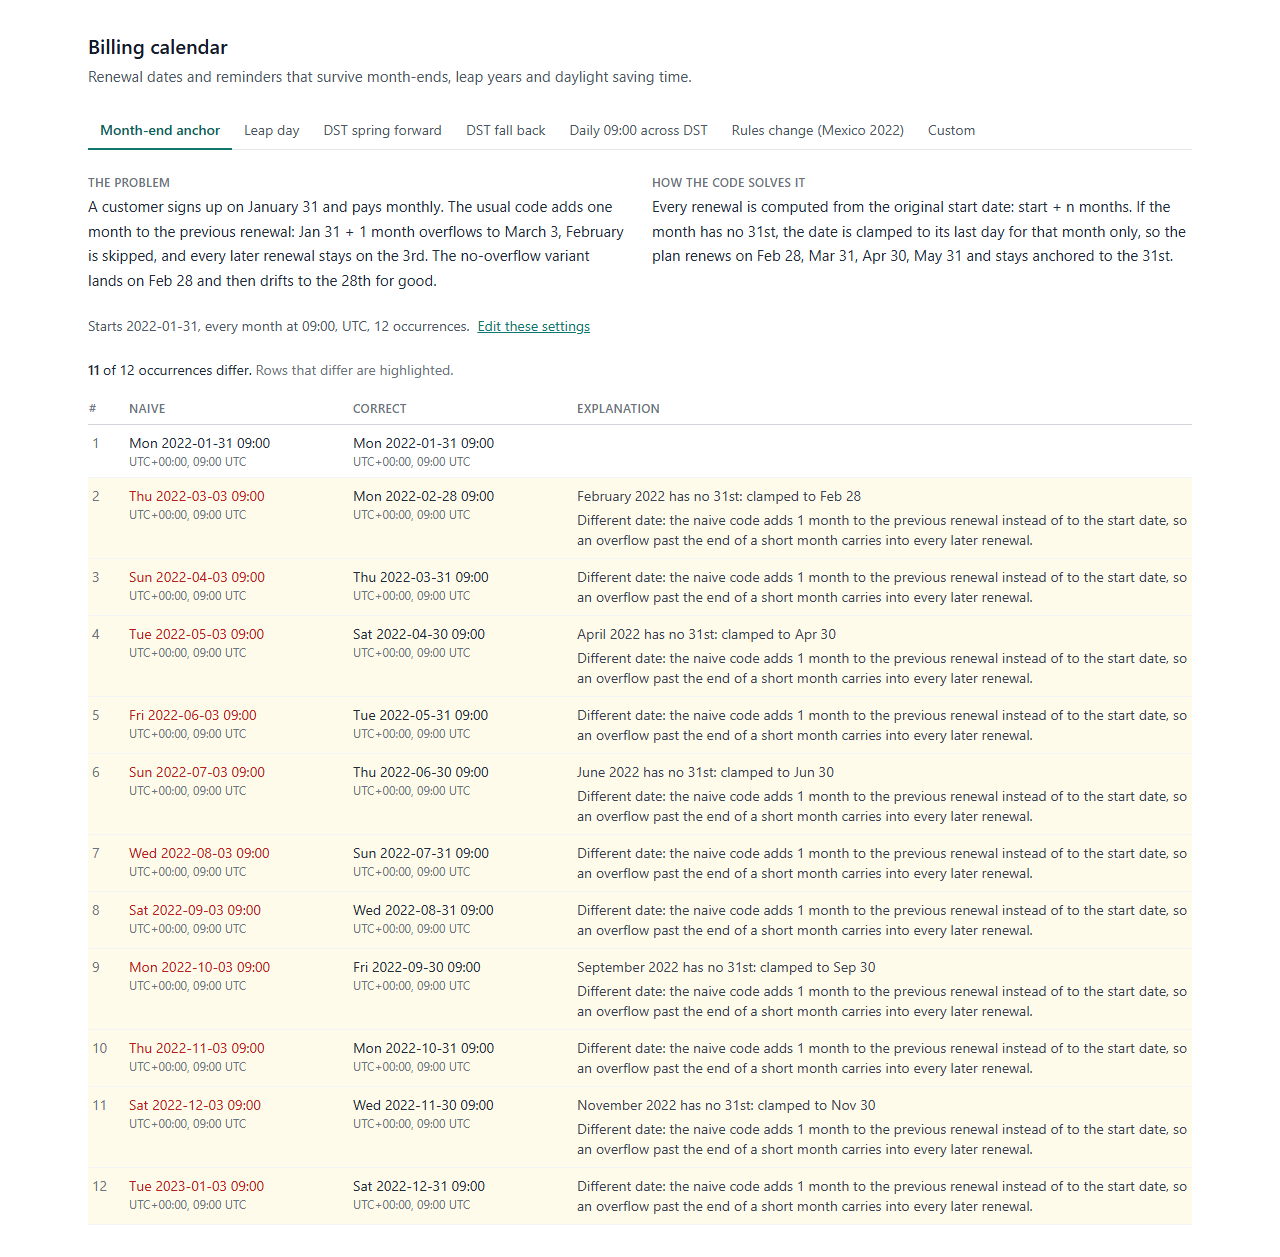 Billing calendar
Renewal dates and reminders that survive month-ends, leap years and daylight saving time.
Month-end anchor Leap day DST spring forward DST fall back Daily 09:00 across DST Rules change (Mexico 2022) Custom
THE PROBLEM
A customer signs up on January 31 and pays monthly. The usual code adds one
month to the previous renewal: Jan 31 + 1 month overflows to March 3, February
is skipped, and every later renewal stays on the 3rd. The no-overflow variant
lands on Feb 28 and then drifts to the 28th for good.
HOW THE CODE SOLVES IT
Every renewal is computed from the original start date: start + n months. If the
month has no 31st, the date is clamped to its last day for that month only, so the
plan renews on Feb 28, Mar 31, Apr 30, May 31 and stays anchored to the 31st.
Starts 2022-01-31, every month at 09:00, UTC, 12 occurrences. Edit these settings
11 of 12 occurrences differ. Rows that differ are highlighted.
# NAIVE CORRECT EXPLANATION
1 Mon 2022-01-31 09:00 Mon 2022-01-31 09:00
UTC+00:00, 09:00 UTC UTC+00:00, 09:00 UTC
2 Thu 2022-03-03 09:00 Mon 2022-02-28 09:00 February 2022 has no 31st: clamped to Feb 28
UTC+00:00, 09:00 UTC UTC+00:00, 09:00 UTC
Different date: the naive code adds 1 month to the previous renewal instead of to the start date, so
an overflow past the end of a short month carries into every later renewal.
3 Sun 2022-04-03 09:00 Thu 2022-03-31 09:00 Different date: the naive code adds 1 month to the previous renewal instead of to the start date, so
UTC+00:00, 09:00 UTC UTC+00:00, 09:00 UTC an overflow past the end of a short month carries into every later renewal.
4 Tue 2022-05-03 09:00 Sat 2022-04-30 09:00 April 2022 has no 31st: clamped to Apr 30
UTC+00:00, 09:00 UTC UTC+00:00, 09:00 UTC
Different date: the naive code adds 1 month to the previous renewal instead of to the start date, so
an overflow past the end of a short month carries into every later renewal.
5 Fri 2022-06-03 09:00 Tue 2022-05-31 09:00 Different date: the naive code adds 1 month to the previous renewal instead of to the start date, so
UTC+00:00, 09:00 UTC UTC+00:00, 09:00 UTC an overflow past the end of a short month carries into every later renewal.
6 Sun 2022-07-03 09:00 Thu 2022-06-30 09:00 June 2022 has no 31st: clamped to Jun 30
UTC+00:00, 09:00 UTC UTC+00:00, 09:00 UTC
Different date: the naive code adds 1 month to the previous renewal instead of to the start date, so
an overflow past the end of a short month carries into every later renewal.
7 Wed 2022-08-03 09:00 Sun 2022-07-31 09:00 Different date: the naive code adds 1 month to the previous renewal instead of to the start date, so
UTC+00:00, 09:00 UTC UTC+00:00, 09:00 UTC an overflow past the end of a short month carries into every later renewal.
8 Sat 2022-09-03 09:00 Wed 2022-08-31 09:00 Different date: the naive code adds 1 month to the previous renewal instead of to the start date, so
UTC+00:00, 09:00 UTC UTC+00:00, 09:00 UTC an overflow past the end of a short month carries into every later renewal.
9 Mon 2022-10-03 09:00 Fri 2022-09-30 09:00 September 2022 has no 31st: clamped to Sep 30
UTC+00:00, 09:00 UTC UTC+00:00, 09:00 UTC
Different date: the naive code adds 1 month to the previous renewal instead of to the start date, so
an overflow past the end of a short month carries into every later renewal.
10 Thu 2022-11-03 09:00 Mon 2022-10-31 09:00 Different date: the naive code adds 1 month to the previous renewal instead of to the start date, so
UTC+00:00, 09:00 UTC UTC+00:00, 09:00 UTC an overflow past the end of a short month carries into every later renewal.
11 Sat 2022-12-03 09:00 Wed 2022-11-30 09:00 November 2022 has no 31st: clamped to Nov 30
UTC+00:00, 09:00 UTC UTC+00:00, 09:00 UTC
Different date: the naive code adds 1 month to the previous renewal instead of to the start date, so
an overflow past the end of a short month carries into every later renewal.
12 Tue 2023-01-03 09:00 Sat 2022-12-31 09:00 Different date: the naive code adds 1 month to the previous renewal instead of to the start date, so
UTC+00:00, 09:00 UTC UTC+00:00, 09:00 UTC an overflow past the end of a short month carries into every later renewal.